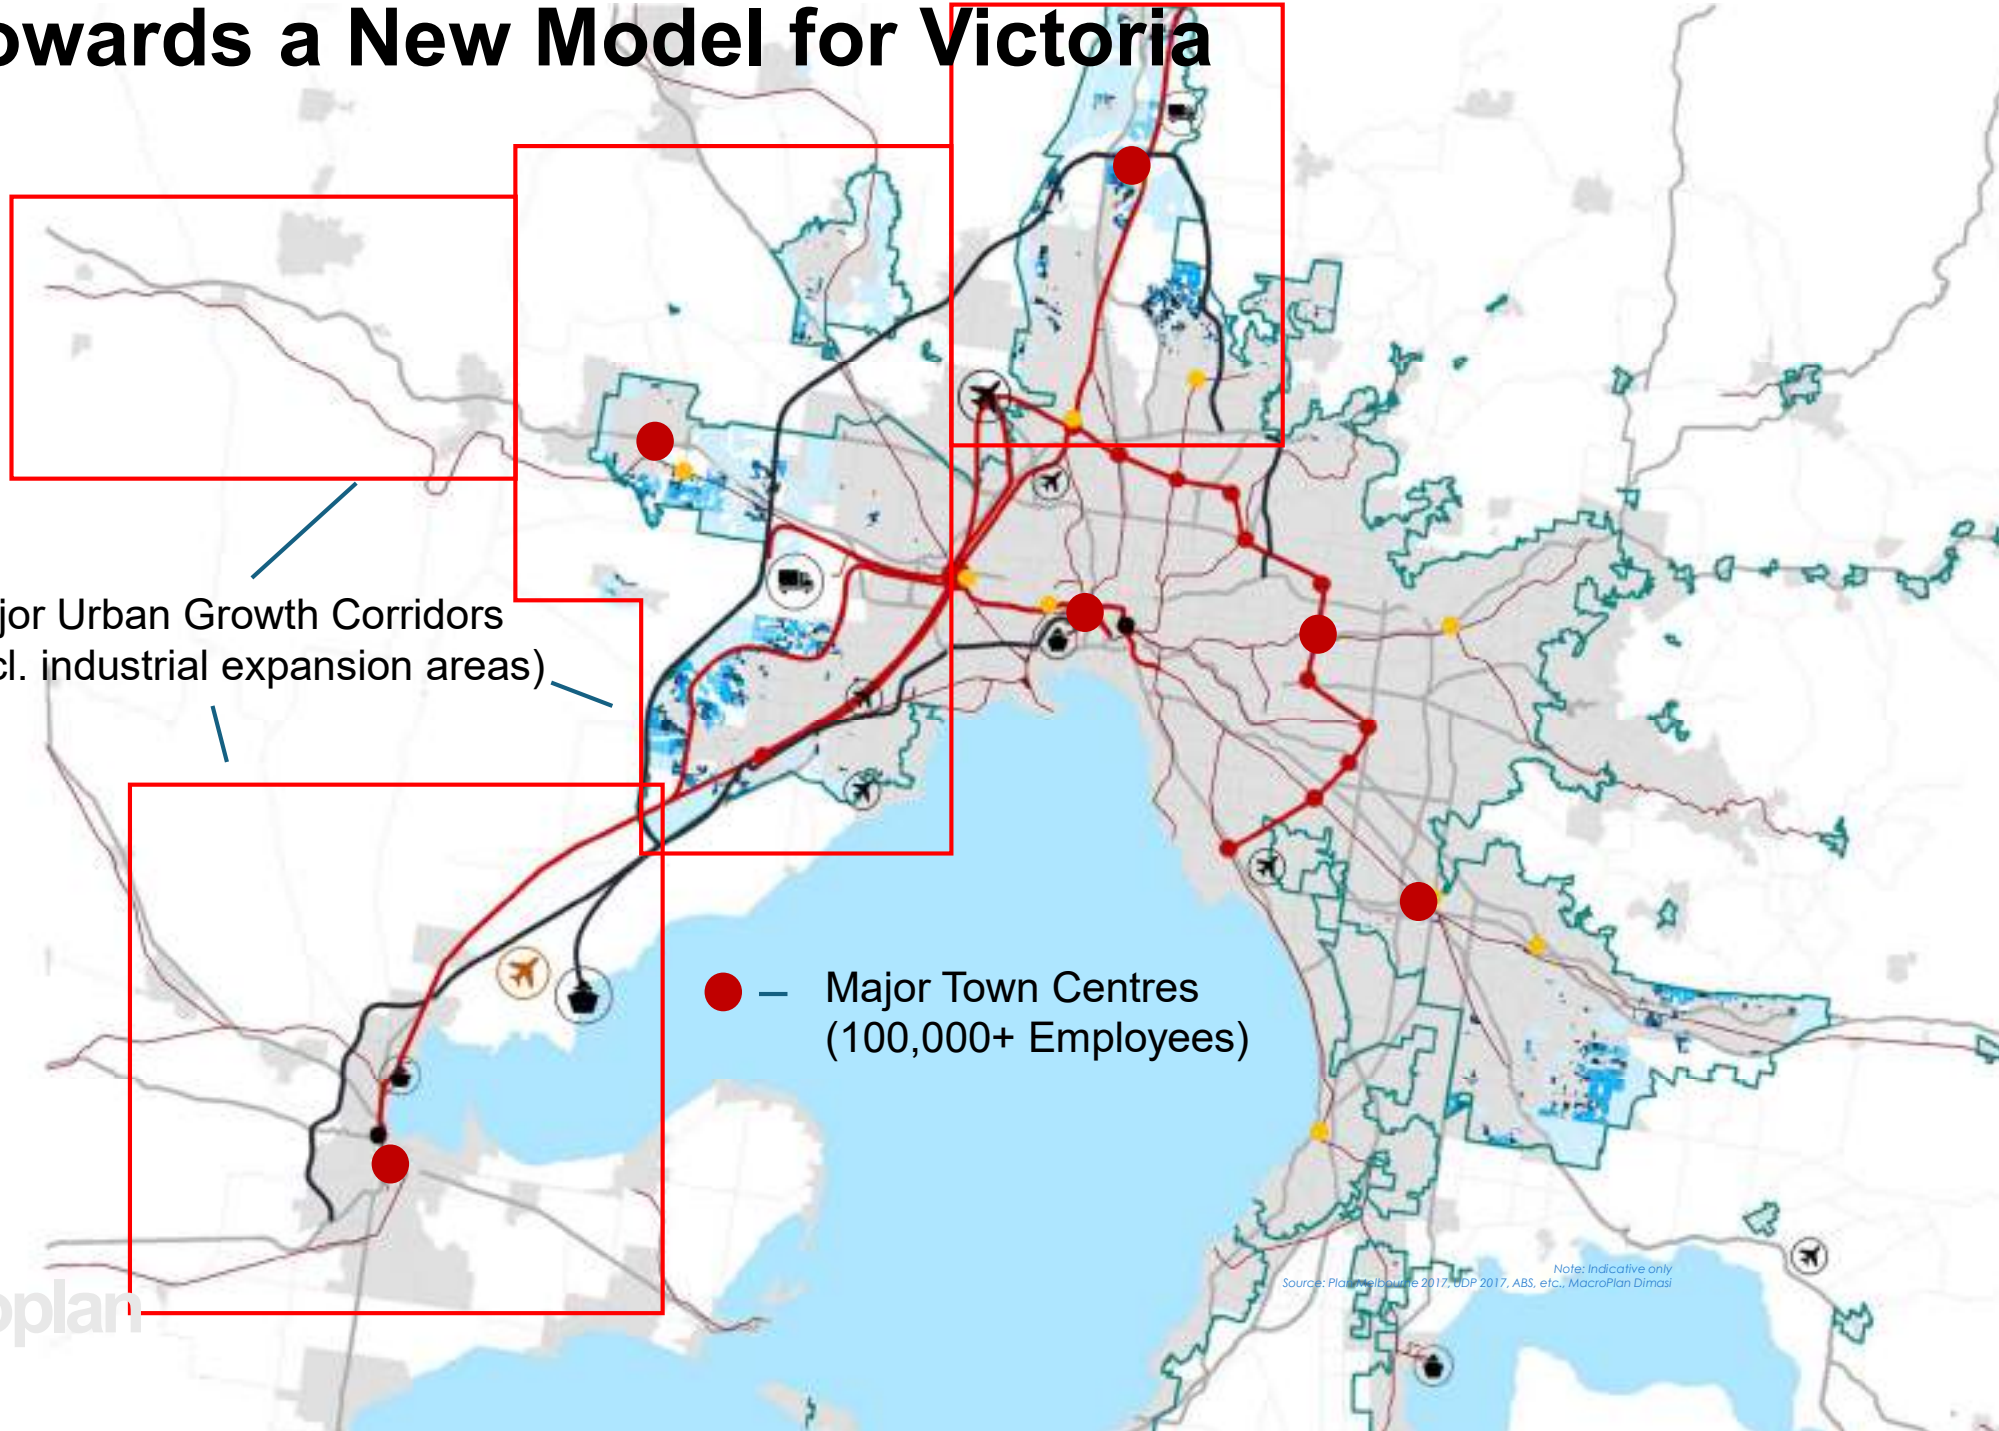 owards a New Model for Victoria
jor Urban Growth Corridors
cl. industrial expansion areas)
Major Town Centres
(100,000+ Employees)
Note: Indicative only
Source: Plan Melbourne 2017, UDP 2017, ABS, etc., MacroPlan Dimasi
oplan